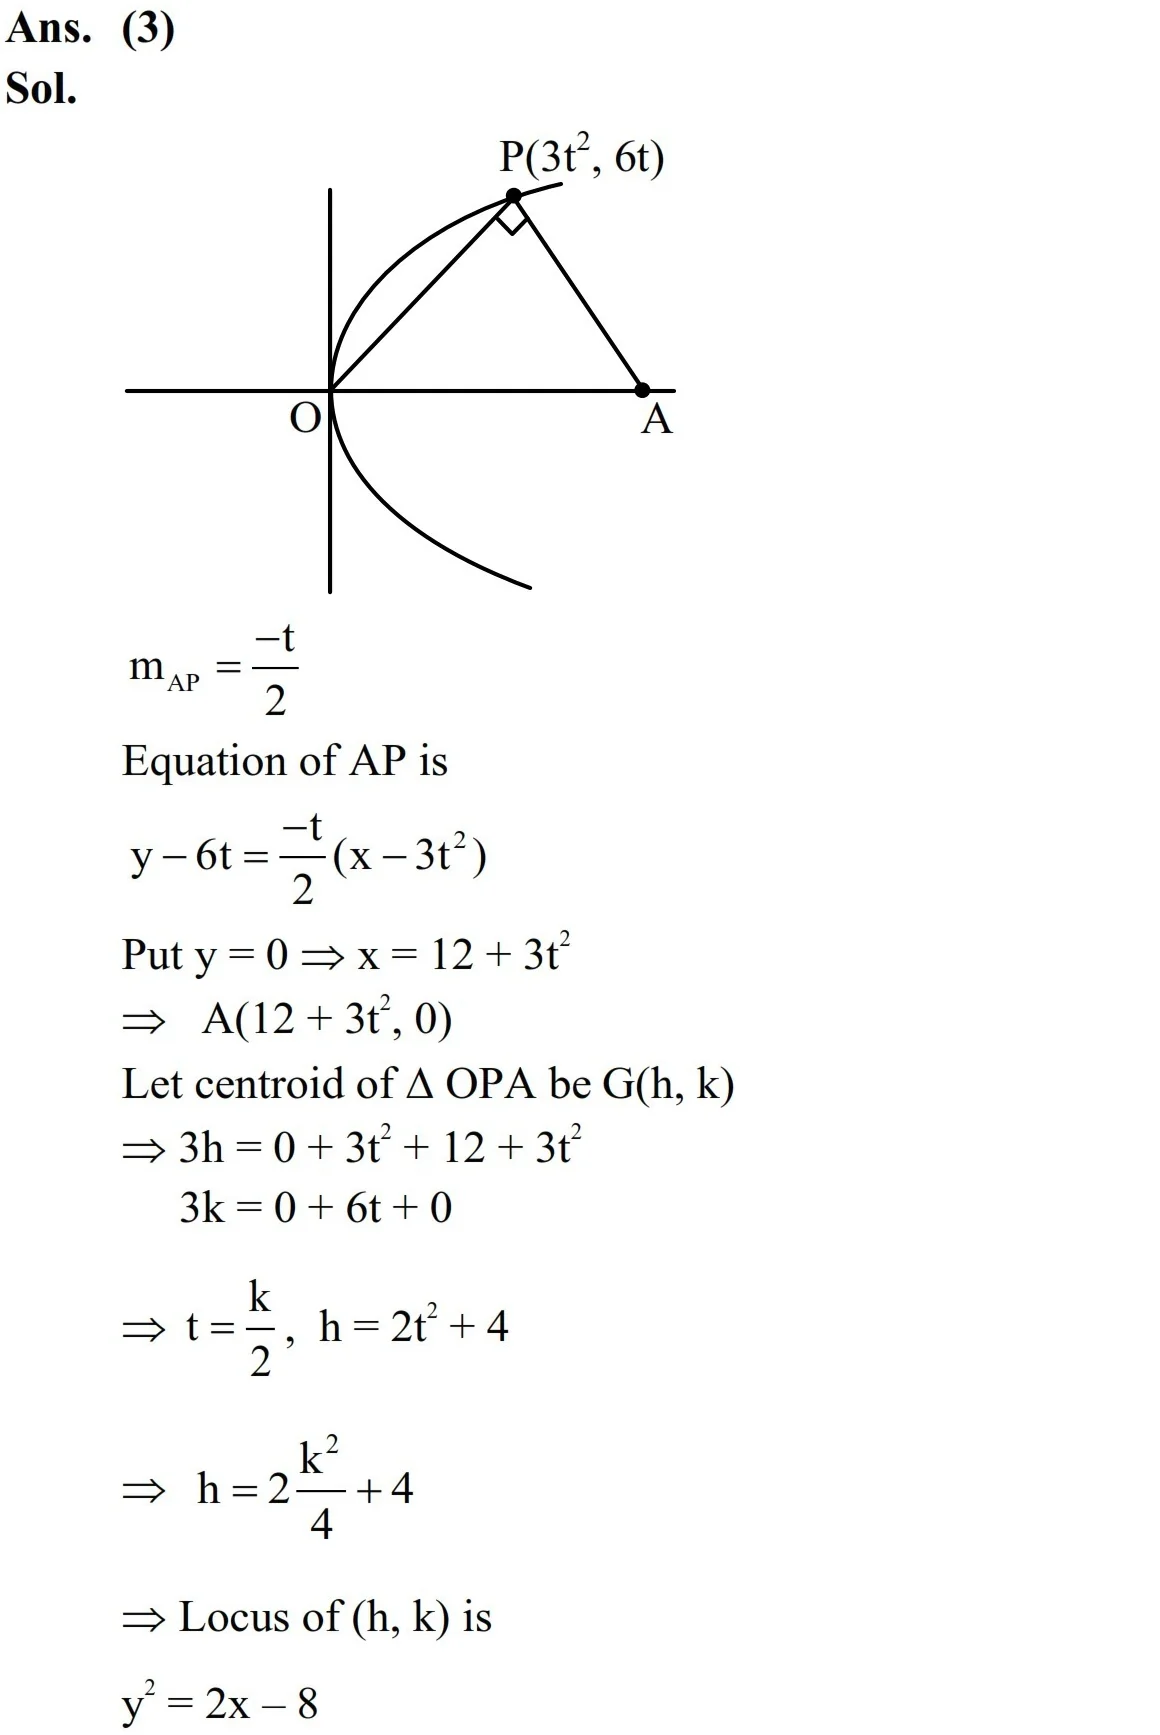 Ans. (3)
Sol.
P(3t², 6t)
O
A
m_AP = −t/2
Equation of AP is
y − 6t = −t/2 (x − 3t²)
Put y = 0 ⇒ x = 12 + 3t²
⇒ A(12 + 3t², 0)
Let centroid of Δ OPA be G(h, k)
⇒ 3h = 0 + 3t² + 12 + 3t²
3k = 0 + 6t + 0
⇒ t = k/2, h = 2t² + 4
⇒ h = 2 k²/4 + 4
⇒ Locus of (h, k) is
y² = 2x – 8